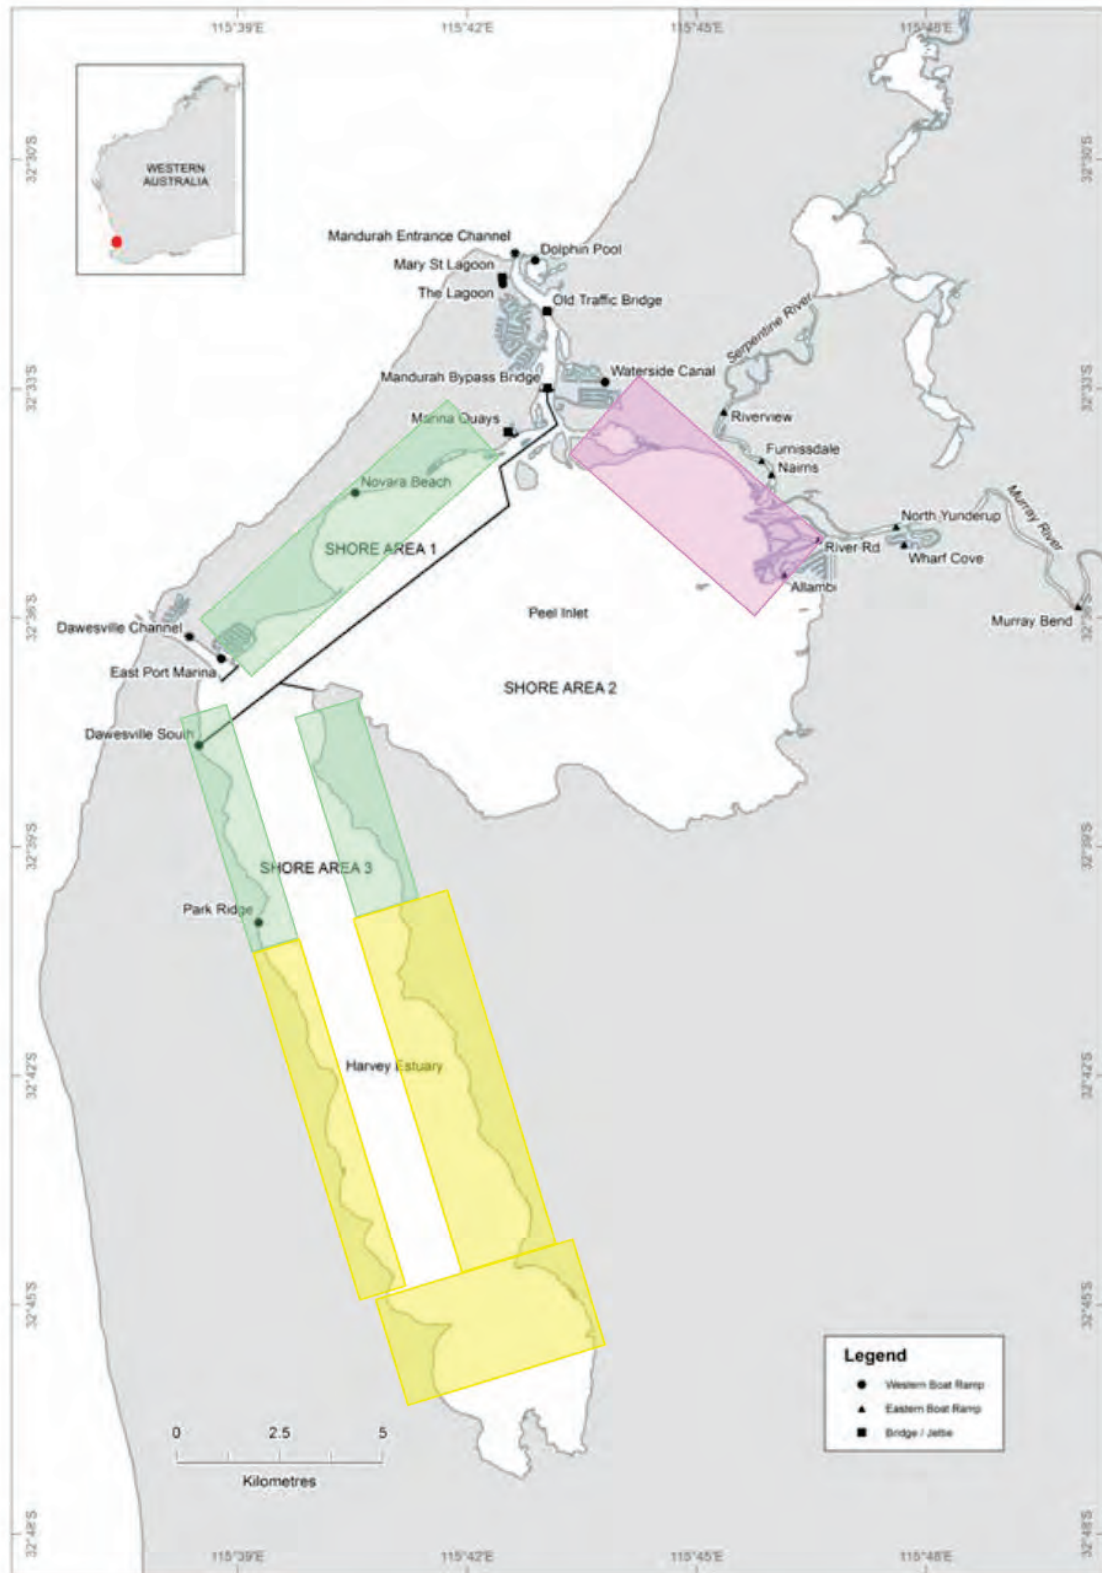 115°39'E
115°42'E
115°45'E
115°48'E
32°30'S
32°30'S
WESTERN
AUSTRALIA
Mandurah Entrance Channel
Dolphin Pool
Mary St Lagoon
The Lagoon
Old Traffic Bridge
Serpentine River
32°33'S
32°33'S
Mandurah Bypass Bridge
Waterside Canal
Marina Quays
Riverview
Furnissdale
Nairns
Novara Beach
North Yunderup
Murray River
SHORE AREA 1
River Rd
Wharf Cove
Allambi
32°36'S
Peel Inlet
Murray Bend
Dawesville Channel
East Port Marina
SHORE AREA 2
Dawesville South
32°39'S
32°39'S
SHORE AREA 3
Park Ridge
Harvey Estuary
32°42'S
32°42'S
32°45'S
32°45'S
Legend
Western Boat Ramp
Eastern Boat Ramp
Bridge / Jettie
0 2.5 5
Kilometres
32°48'S
32°48'S
115°39'E
115°42'E
115°45'E
115°48'E